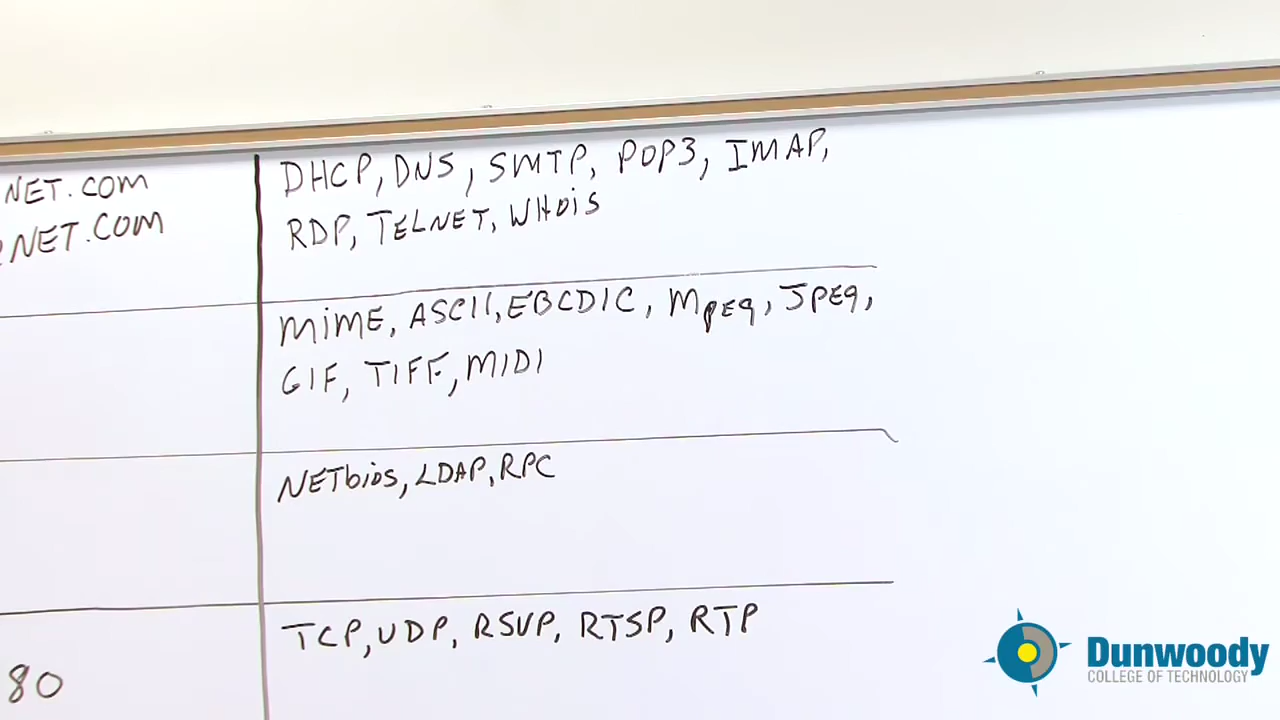 NET.COM
RNET.COM
DHCP, DNS, SMTP, POP3, IMAP,
RDP, TELNET, WHOIS
MIME, ASCII, EBCDIC, MPEG, JPEG,
GIF, TIFF, MIDI
NETbios, LDAP, RPC
TCP, UDP, RSVP, RTSP, RTP
80
Dunwoody
COLLEGE OF TECHNOLOGY